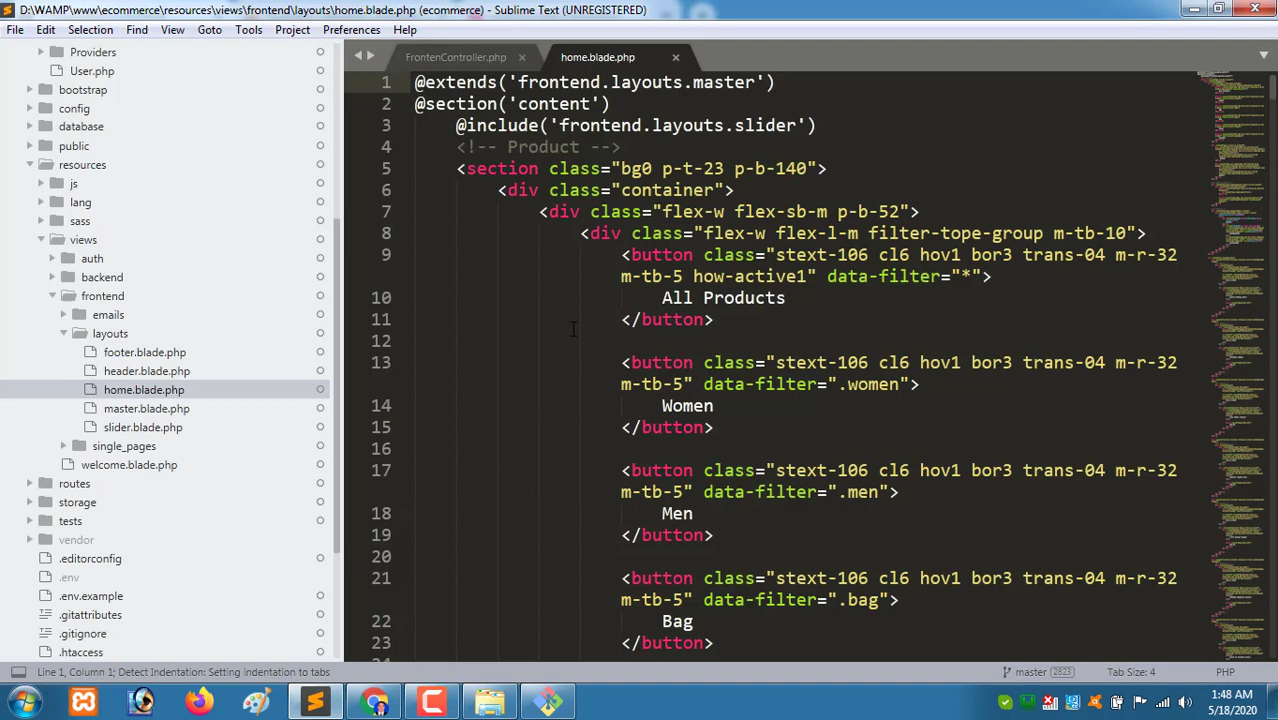 D:\WAMP\www\ecommerce\resources\views\frontend\layouts\home.blade.php (ecommerce) - Sublime Text (UNREGISTERED)
File Edit Selection Find View Goto Tools Project Preferences Help
Providers
User.php
bootstrap
config
database
public
resources
js
lang
sass
views
auth
backend
frontend
emails
layouts
footer.blade.php
header.blade.php
home.blade.php
master.blade.php
slider.blade.php
single_pages
welcome.blade.php
routes
storage
tests
vendor
.editorconfig
.env
.env.example
.gitattributes
.gitignore
.htaccess
FrontenController.php home.blade.php
1 @extends('frontend.layouts.master')
2 @section('content')
3 @include('frontend.layouts.slider')
4 <!-- Product -->
5 <section class="bg0 p-t-23 p-b-140">
6 <div class="container">
7 <div class="flex-w flex-sb-m p-b-52">
8 <div class="flex-w flex-l-m filter-tope-group m-tb-10">
9 <button class="stext-106 cl6 hov1 bor3 trans-04 m-r-32
m-tb-5 how-active1" data-filter="*">
10 All Products
11 </button>
12
13 <button class="stext-106 cl6 hov1 bor3 trans-04 m-r-32
m-tb-5" data-filter=".women">
14 Women
15 </button>
16
17 <button class="stext-106 cl6 hov1 bor3 trans-04 m-r-32
m-tb-5" data-filter=".men">
18 Men
19 </button>
20
21 <button class="stext-106 cl6 hov1 bor3 trans-04 m-r-32
m-tb-5" data-filter=".bag">
22 Bag
23 </button>
Line 1, Column 1; Detect Indentation: Setting indentation to tabs master 2823 Tab Size: 4 PHP
1:48 AM
5/18/2020